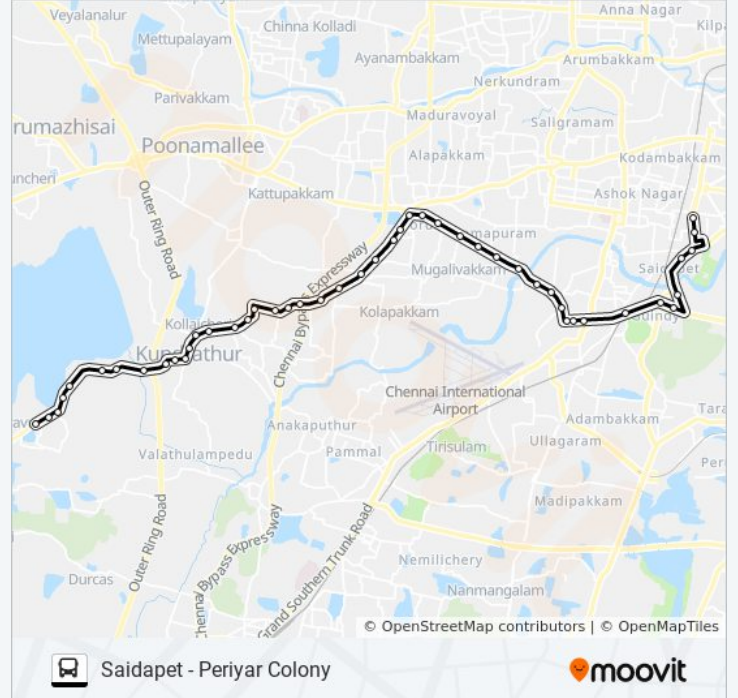 Veyalanalur
Chinna Kolladi
Anna Nagar
Kilpa
Mettupalayam
Ayanambakkam
Arumbakkam
Nerkundram
Parivakkam
Maduravoyal
Saligramam
rumazhisai
Poonamallee
Alapakkam
Kodambakkam
uncheri
Kattupakkam
Ashok Nagar
Outer Ring Road
Mugalivakkam
Chennai Bypass Expressway
Kolapakkam
Chennai International
Airport
Adambakkam
Tara
Anakaputhur
Ullagaram
Tirisulam
Pammal
Valathulampedu
Peri
Madipakkam
Outer Ring Road
Chennai Bypass Expressway
Grand Southern Trunk Road
Nemilichery
Durcas
Nanmangalam
© OpenStreetMap contributors | © OpenMapTiles
Saidapet - Periyar Colony
moovit